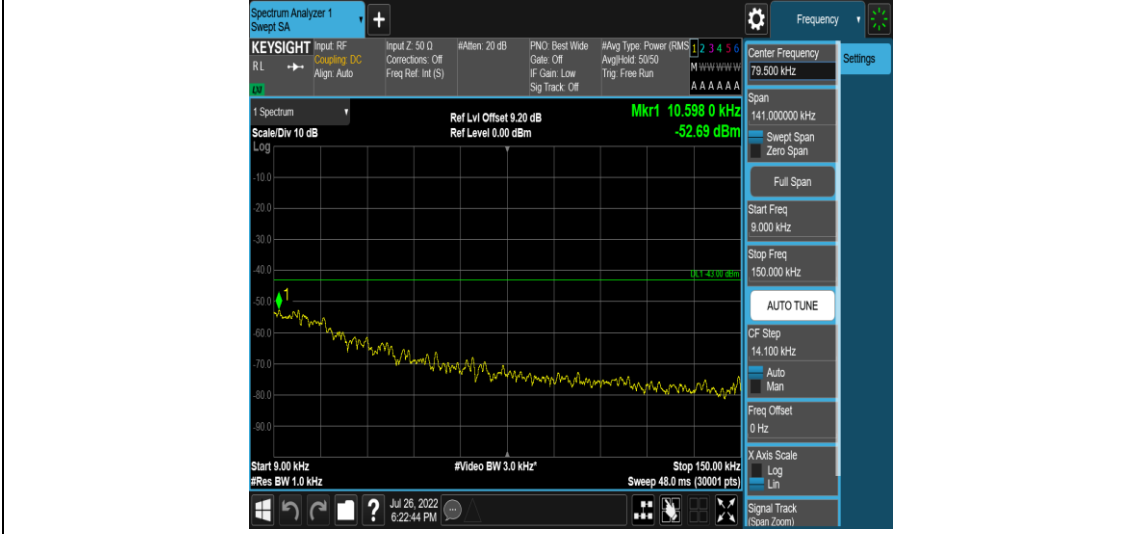 Spectrum Analyzer 1
Swept SA
+
Frequency
KEYSIGHT
RL
LXI
Input: RF
Coupling: DC
Align: Auto
Input Z: 50 Ω
Corrections: Off
Freq Ref: Int (S)
#Atten: 20 dB
PNO: Best Wide
Gate: Off
IF Gain: Low
Sig Track: Off
#Avg Type: Power (RMS
Avg|Hold: 50/50
Trig: Free Run
1 2 3 4 5 6
M W W W W W
A A A A A A
1 Spectrum
Scale/Div 10 dB
Log
Ref Lvl Offset 9.20 dB
Ref Level 0.00 dBm
Mkr1 10.598 0 kHz
-52.69 dBm
-10.0
-20.0
-30.0
-40.0
DL1 -43.00 dBm
-50.0
1
-60.0
-70.0
-80.0
-90.0
Start 9.00 kHz
#Res BW 1.0 kHz
#Video BW 3.0 kHz*
Stop 150.00 kHz
Sweep 48.0 ms (30001 pts)
?
Jul 26, 2022
6:22:44 PM
Center Frequency
79.500 kHz
Settings
Span
141.000000 kHz
Swept Span
Zero Span
Full Span
Start Freq
9.000 kHz
Stop Freq
150.000 kHz
AUTO TUNE
CF Step
14.100 kHz
Auto
Man
Freq Offset
0 Hz
X Axis Scale
Log
Lin
Signal Track
(Span Zoom)